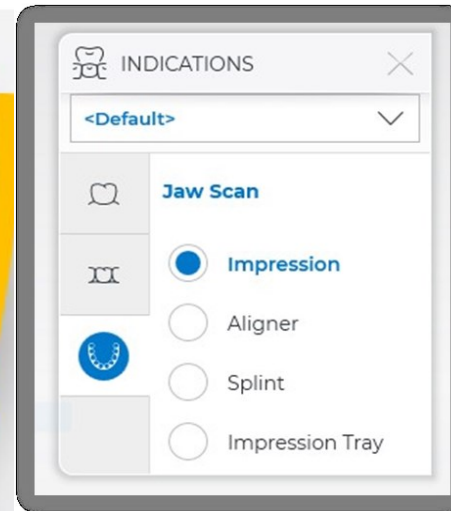 INDICATIONS
<Default>
Jaw Scan
Impression
Aligner
Splint
Impression Tray